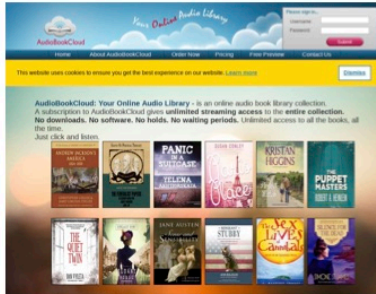 Your Online Audio Library
Please sign in...
Username:
Password:
AudioBookCloud
Home About AudioBookCloud Order Now Pricing Free Preview Contact Us
This website uses cookies to ensure you get the best experience on our website. Learn more
Dismiss
AudioBookCloud: Your Online Audio Library - is an online audio book library collection.
A subscription to AudioBookCloud gives unlimited streaming access to the entire collection.
No downloads. No software. No holds. No waiting periods. Unlimited access to all the books, all
the time.
Just click and listen.
PANIC
IN A
SUITCASE
KRISTAN
HIGGINS
THE
PUPPET
MASTERS
THE
QUIET
TWIN
JANE AUSTEN
STUBBY
The Sex
Lives
Cannibals